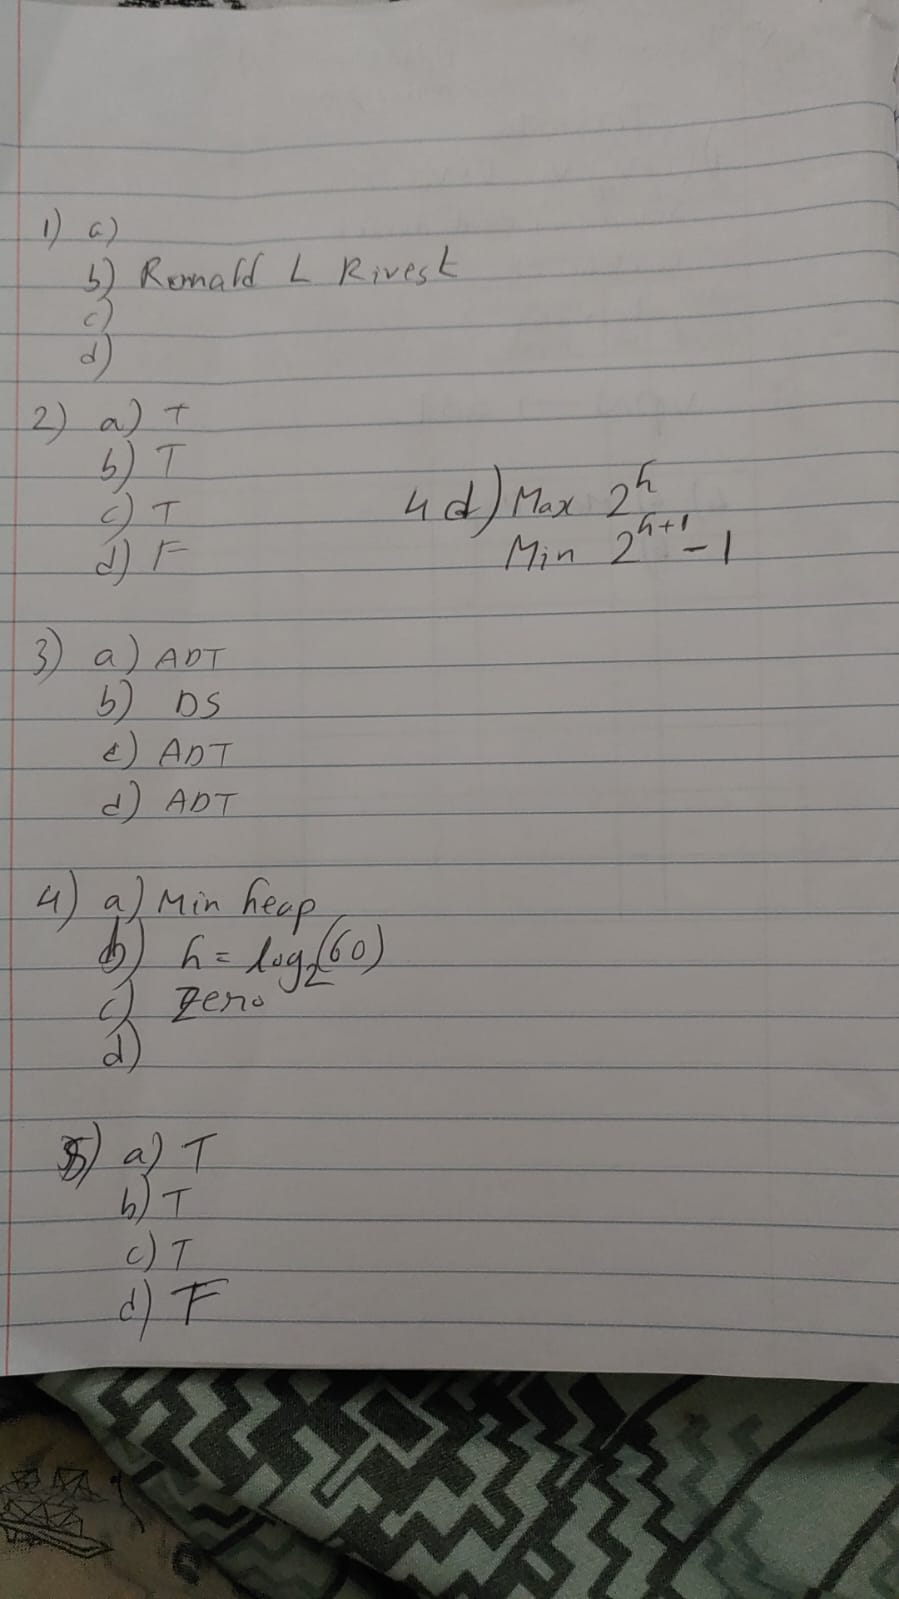 1) a)
b) Ronald L Rivest
c)
d)
2) a) T
b) T
c) T
d) F
4 d) Max 2^h
Min 2^h+1 - 1
3) a) ADT
b) DS
c) ADT
d) ADT
4) a) Min heap
b) h = log₂(60)
c) Zero
d)
5) a) T
b) T
c) T
d) F